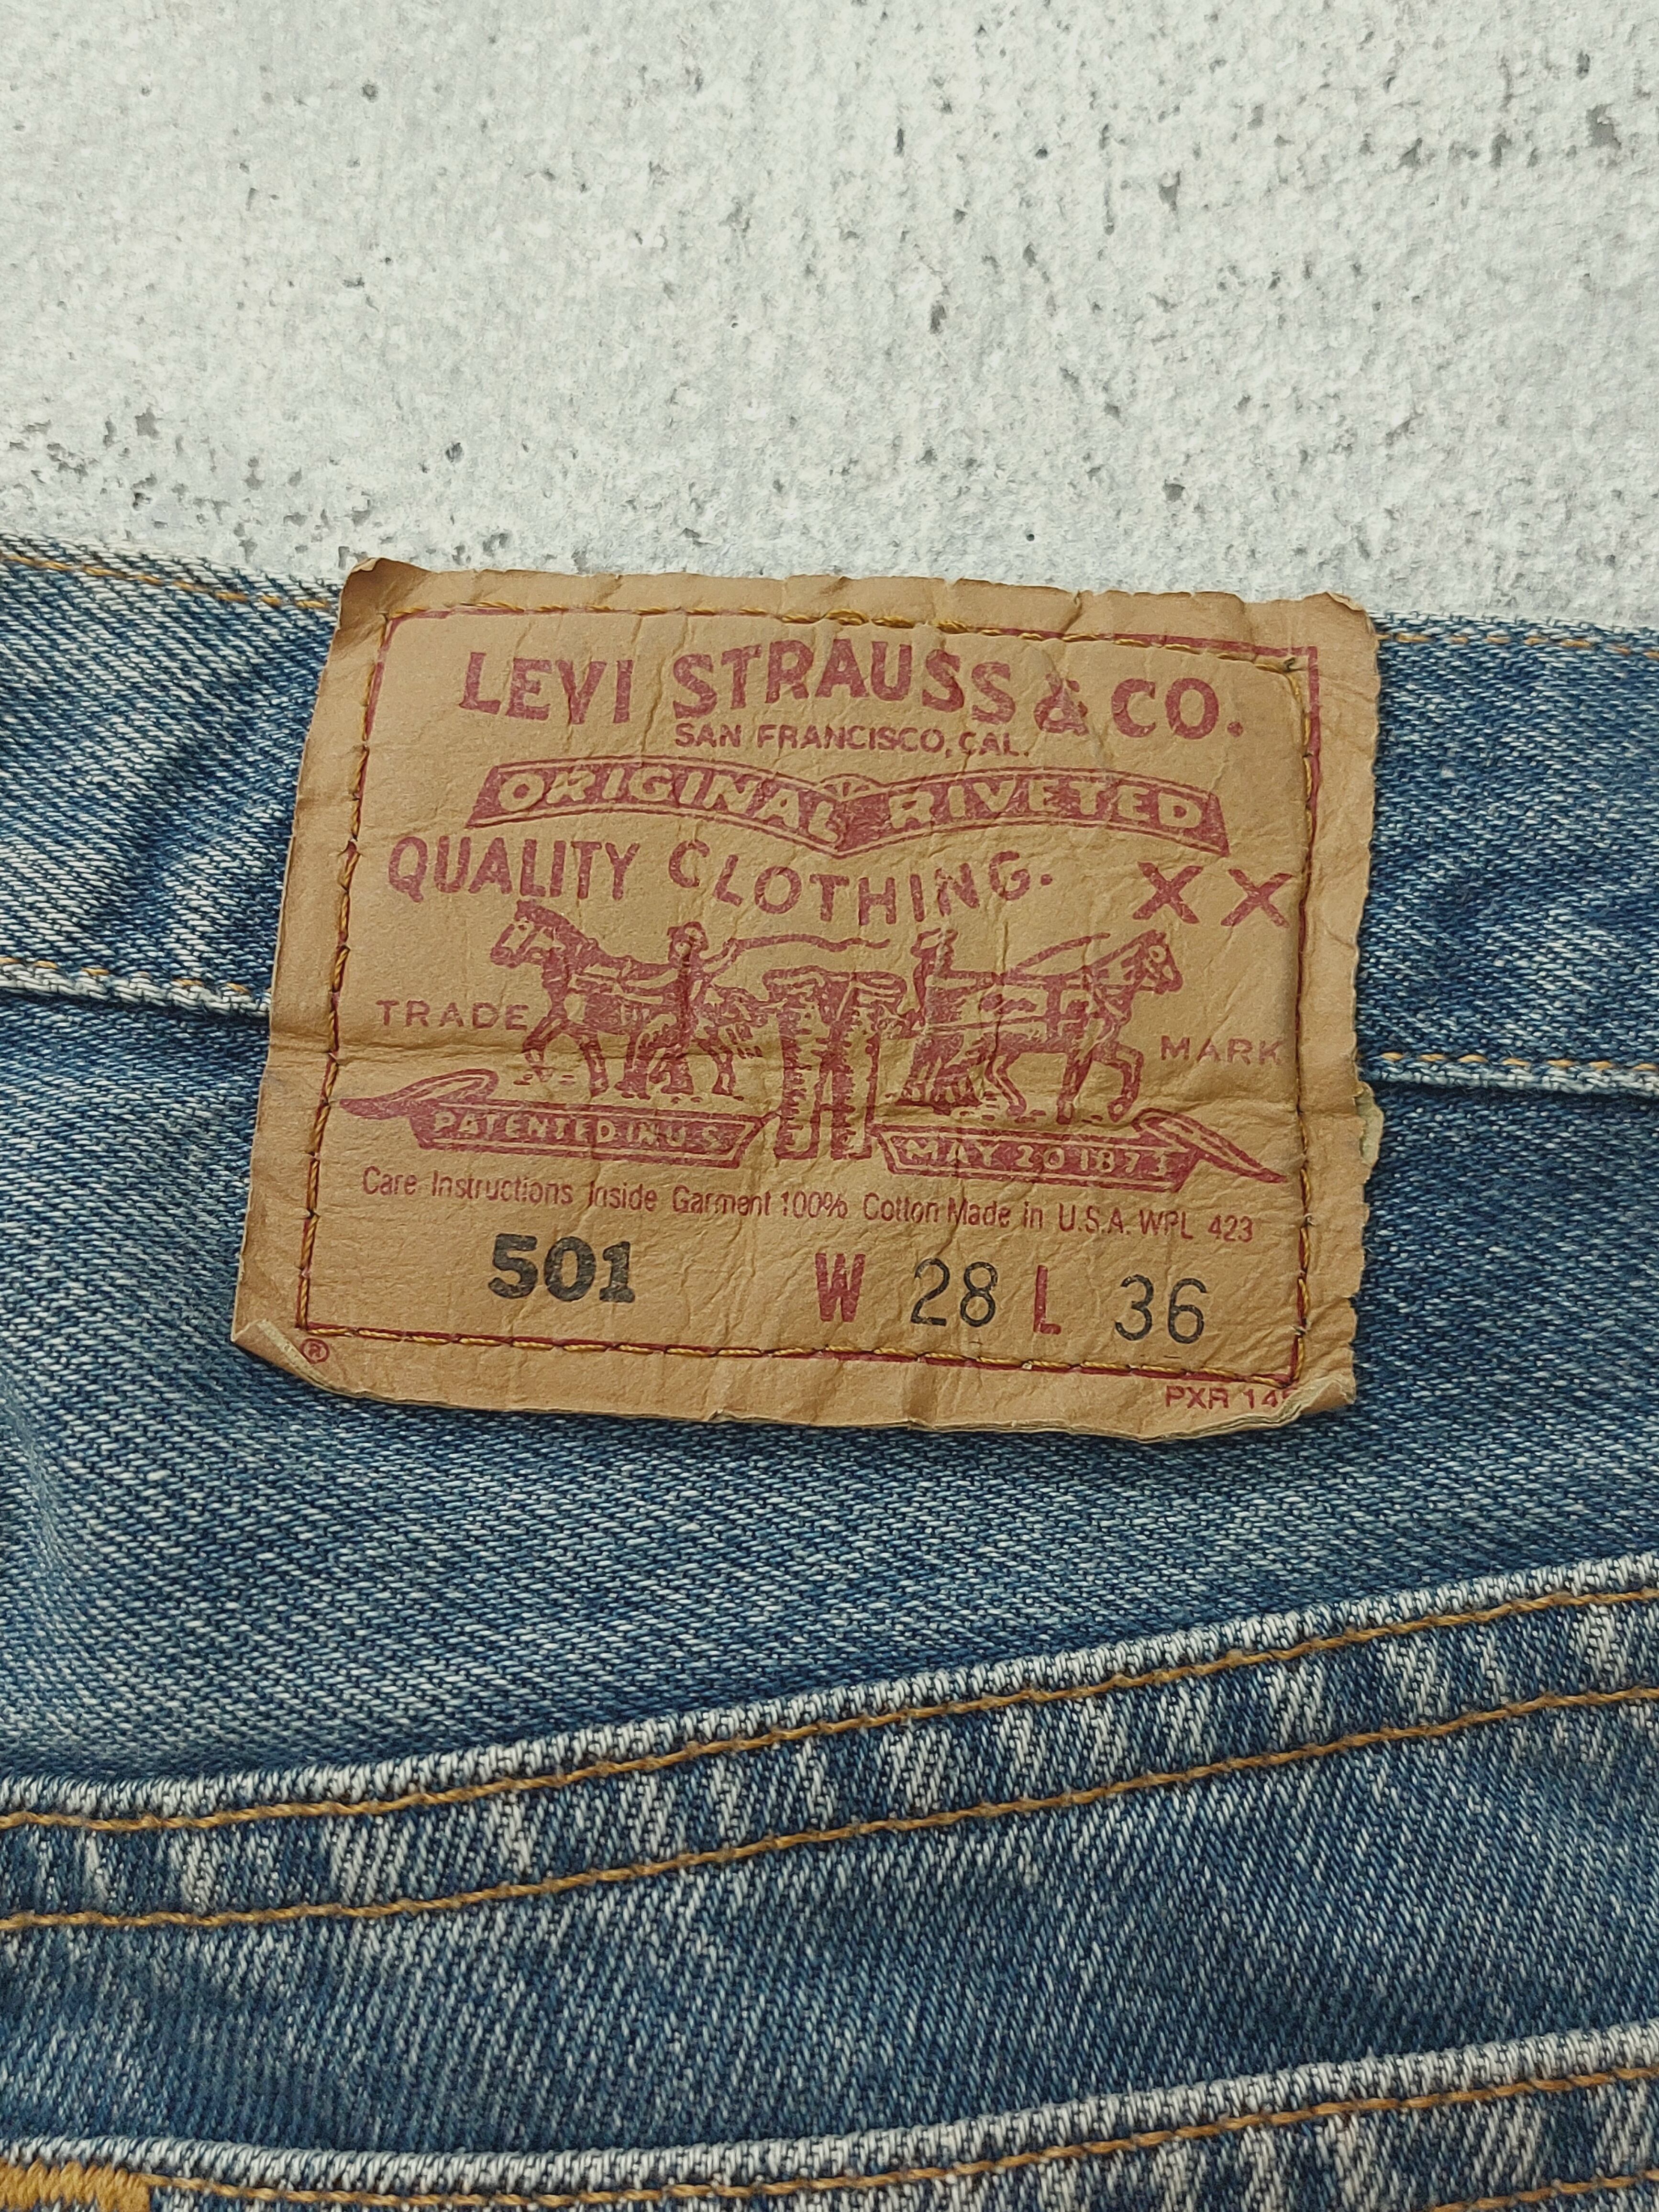 LEVI STRAUSS & CO.
SAN FRANCISCO, CAL.
ORIGINAL RIVETED
QUALITY CLOTHING. XX
TRADE MARK
PATENTED IN U.S. MAY 20 1873
Care Instructions Inside Garment 100% Cotton Made in U.S.A. WPL 423
501 W 28 L 36
®
PXR